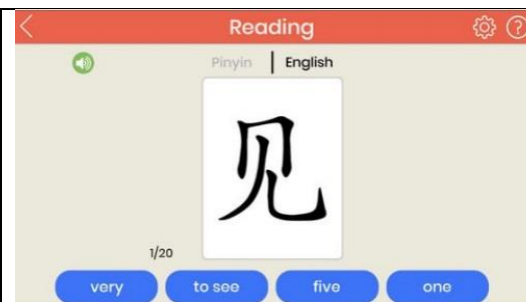 Reading
Pinyin English
见
1/20
very to see five one